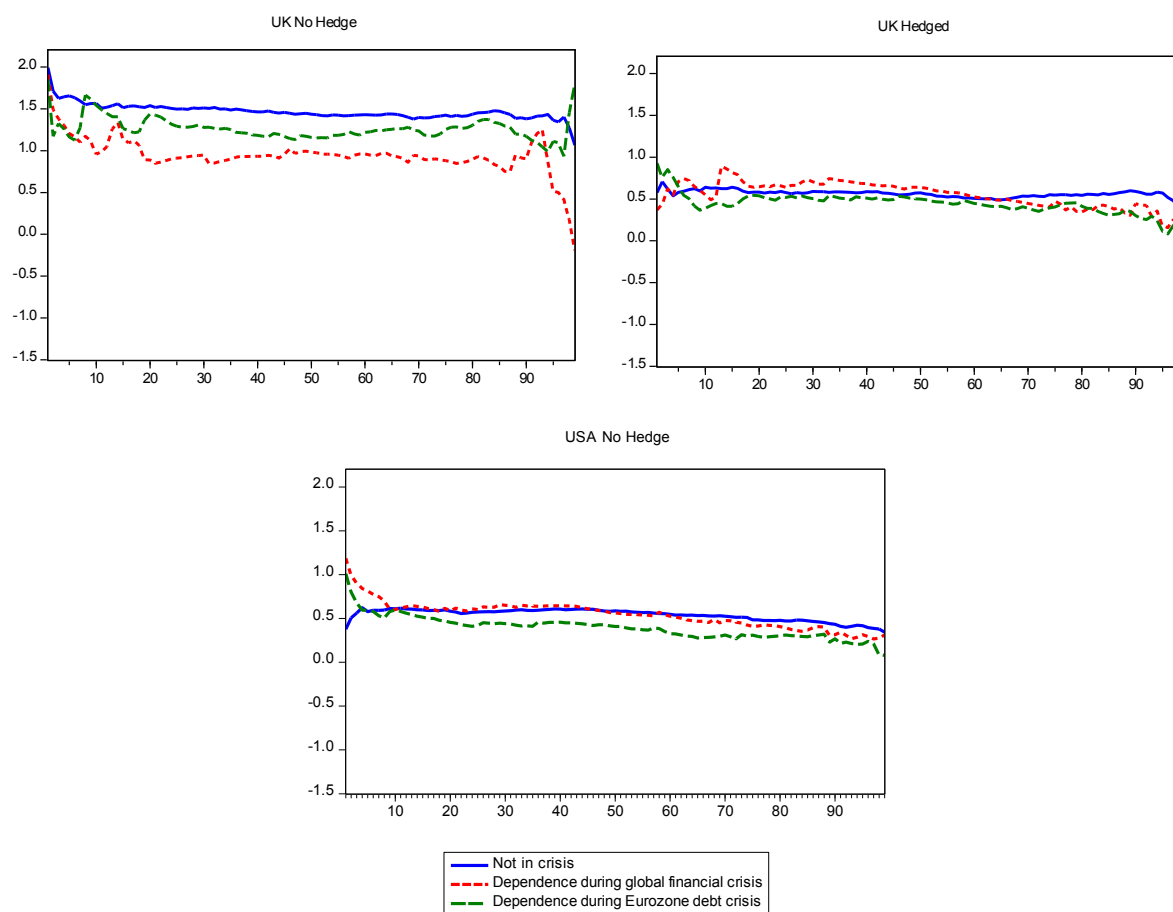 UK No Hedge
2.0
1.5
1.0
0.5
0.0
-0.5
-1.0
-1.5
10 20 30 40 50 60 70 80 90
UK Hedged
2.0
1.5
1.0
0.5
0.0
-0.5
-1.0
-1.5
10 20 30 40 50 60 70 80 90
USA No Hedge
2.0
1.5
1.0
0.5
0.0
-0.5
-1.0
-1.5
10 20 30 40 50 60 70 80 90
Not in crisis
Dependence during global financial crisis
Dependence during Eurozone debt crisis